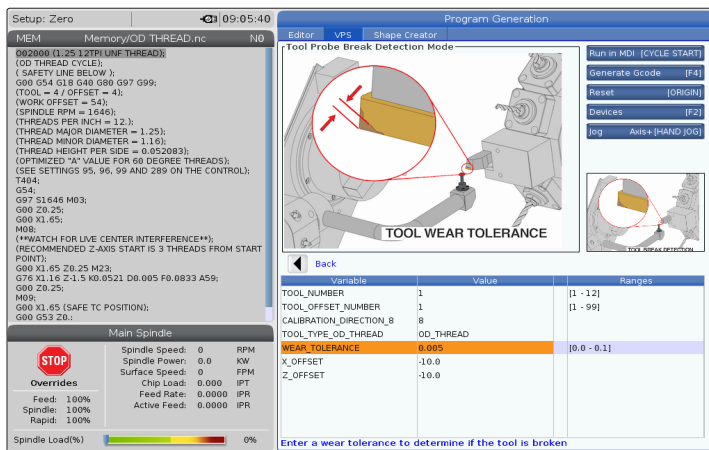 Setup: Zero
09:05:40
MEM Memory/OD THREAD.nc N0
O02000 (1.25 12TPI UNF THREAD);
(OD THREAD CYCLE);
( SAFETY LINE BELOW );
G00 G54 G18 G40 G80 G97 G99;
(TOOL = 4 / OFFSET = 4);
(WORK OFFSET = 54);
(SPINDLE RPM = 1646);
(THREADS PER INCH = 12.);
(THREAD MAJOR DIAMETER = 1.25);
(THREAD MINOR DIAMETER = 1.16);
(THREAD HEIGHT PER SIDE = 0.052083);
(OPTIMIZED "A" VALUE FOR 60 DEGREE THREADS);
(SEE SETTINGS 95, 96, 99 AND 289 ON THE CONTROL);
T404;
G54;
G97 S1646 M03;
G00 Z0.25;
G00 X1.65;
M08;
(**WATCH FOR LIVE CENTER INTERFERENCE**);
(RECOMMENDED Z-AXIS START IS 3 THREADS FROM START
POINT);
G00 X1.65 Z0.25 M23;
G76 X1.16 Z-1.5 K0.0521 D0.005 F0.0833 A59;
G00 Z0.25;
M09;
G00 X1.65 (SAFE TC POSITION);
G00 G53 Z0.;
Main Spindle
STOP
Overrides
Feed: 100%
Spindle: 100%
Rapid: 100%
Spindle Speed: 0 RPM
Spindle Power: 0.0 KW
Surface Speed: 0 FPM
Chip Load: 0.000 IPT
Feed Rate: 0.0000 IPR
Active Feed: 0.0000 IPR
Spindle Load(%) 0%
Program Generation
Editor VPS Shape Creator
Tool Probe Break Detection Mode
TOOL WEAR TOLERANCE
Run in MDI [CYCLE START]
Generate Gcode [F4]
Reset [ORIGIN]
Devices [F2]
Jog Axis+[HAND JOG]
TOOL BREAK DETECTION
Back
Variable Value Ranges
TOOL_NUMBER 1 [1 - 12]
TOOL_OFFSET_NUMBER 1 [1 - 99]
CALIBRATION_DIRECTION_8 8
TOOL_TYPE_OD_THREAD OD_THREAD
WEAR_TOLERANCE 0.005 [0.0 - 0.1]
X_OFFSET -10.0
Z_OFFSET -10.0
Enter a wear tolerance to determine if the tool is broken